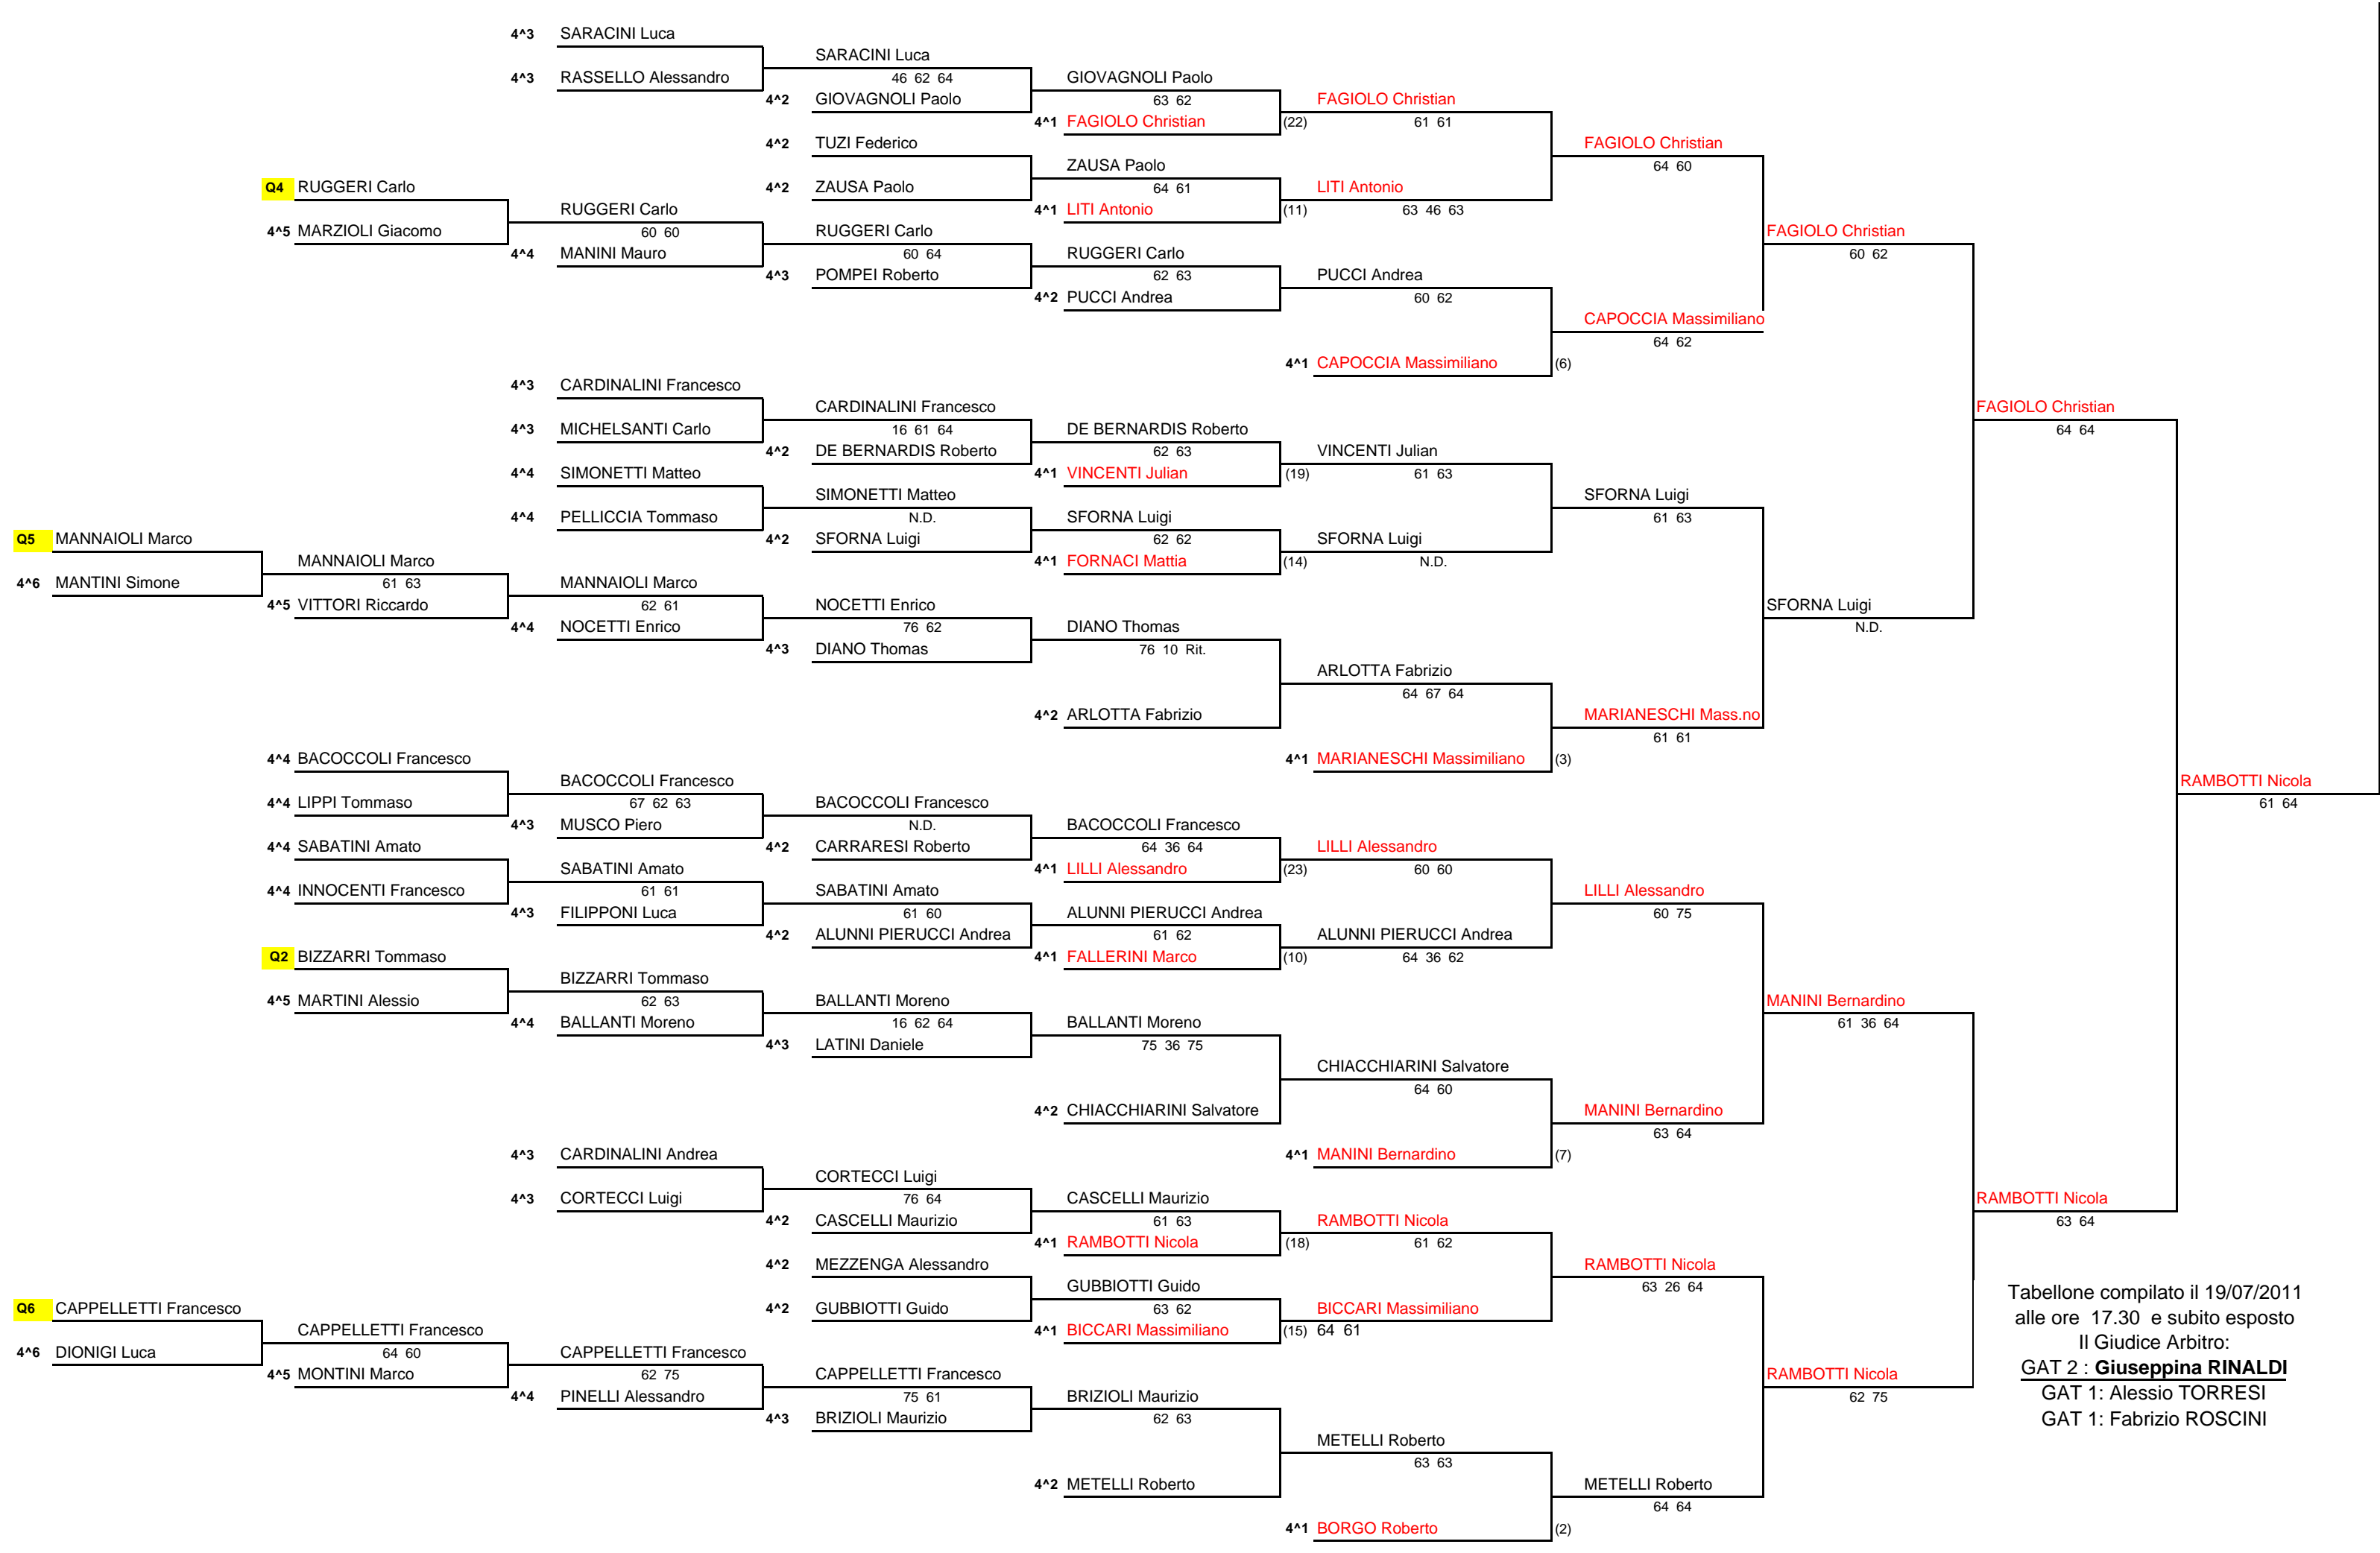 4^3 SARACINI Luca
SARACINI Luca
4^3 RASSELLO Alessandro 46 62 64 GIOVAGNOLI Paolo
4^2 GIOVAGNOLI Paolo 63 62 FAGIOLO Christian
4^1 FAGIOLO Christian (22) 61 61
4^2 TUZI Federico FAGIOLO Christian
ZAUSA Paolo 64 60
Q4 RUGGERI Carlo 4^2 ZAUSA Paolo 64 61 LITI Antonio
RUGGERI Carlo 4^1 LITI Antonio (11) 63 46 63
4^5 MARZIOLI Giacomo 60 60 RUGGERI Carlo FAGIOLO Christian
4^4 MANINI Mauro 60 64 RUGGERI Carlo 60 62
4^3 POMPEI Roberto 62 63 PUCCI Andrea
4^2 PUCCI Andrea 60 62
CAPOCCIA Massimiliano
64 62
4^1 CAPOCCIA Massimiliano (6)
4^3 CARDINALINI Francesco
CARDINALINI Francesco FAGIOLO Christian
4^3 MICHELSANTI Carlo 16 61 64 DE BERNARDIS Roberto 64 64
4^2 DE BERNARDIS Roberto 62 63 VINCENTI Julian
4^4 SIMONETTI Matteo 4^1 VINCENTI Julian (19) 61 63
SIMONETTI Matteo SFORNA Luigi
4^4 PELLICCIA Tommaso N.D. SFORNA Luigi 61 63
Q5 MANNAIOLI Marco 4^2 SFORNA Luigi 62 62 SFORNA Luigi
MANNAIOLI Marco 4^1 FORNACI Mattia (14) N.D.
4^6 MANTINI Simone 61 63 MANNAIOLI Marco
4^5 VITTORI Riccardo 62 61 NOCETTI Enrico SFORNA Luigi
4^4 NOCETTI Enrico 76 62 DIANO Thomas N.D.
4^3 DIANO Thomas 76 10 Rit.
ARLOTTA Fabrizio
64 67 64
4^2 ARLOTTA Fabrizio MARIANESCHI Mass.no
61 61
4^4 BACOCCOLI Francesco 4^1 MARIANESCHI Massimiliano (3)
BACOCCOLI Francesco RAMBOTTI Nicola
4^4 LIPPI Tommaso 67 62 63 BACOCCOLI Francesco 61 64
4^3 MUSCO Piero N.D. BACOCCOLI Francesco
4^4 SABATINI Amato 4^2 CARRARESI Roberto 64 36 64 LILLI Alessandro
SABATINI Amato 4^1 LILLI Alessandro (23) 60 60
4^4 INNOCENTI Francesco 61 61 SABATINI Amato LILLI Alessandro
4^3 FILIPPONI Luca 61 60 ALUNNI PIERUCCI Andrea 60 75
4^2 ALUNNI PIERUCCI Andrea 61 62 ALUNNI PIERUCCI Andrea
Q2 BIZZARRI Tommaso 4^1 FALLERINI Marco (10) 64 36 62
BIZZARRI Tommaso
4^5 MARTINI Alessio 62 63 BALLANTI Moreno MANINI Bernardino
4^4 BALLANTI Moreno 16 62 64 BALLANTI Moreno 61 36 64
4^3 LATINI Daniele 75 36 75
CHIACCHIARINI Salvatore
64 60
4^2 CHIACCHIARINI Salvatore MANINI Bernardino
63 64
4^3 CARDINALINI Andrea 4^1 MANINI Bernardino (7)
CORTECCI Luigi
4^3 CORTECCI Luigi 76 64 CASCELLI Maurizio RAMBOTTI Nicola
4^2 CASCELLI Maurizio 61 63 RAMBOTTI Nicola 63 64
4^1 RAMBOTTI Nicola (18) 61 62
4^2 MEZZENGA Alessandro RAMBOTTI Nicola
GUBBIOTTI Guido 63 26 64
Tabellone compilato il 19/07/2011
Q6 CAPPELLETTI Francesco 4^2 GUBBIOTTI Guido 63 62 BICCARI Massimiliano
alle ore 17.30 e subito esposto
CAPPELLETTI Francesco 4^1 BICCARI Massimiliano (15) 64 61
Il Giudice Arbitro:
4^6 DIONIGI Luca 64 60 CAPPELLETTI Francesco
4^5 MONTINI Marco 62 75 CAPPELLETTI Francesco RAMBOTTI Nicola
GAT 2 : Giuseppina RINALDI
4^4 PINELLI Alessandro 75 61 BRIZIOLI Maurizio 62 75
GAT 1: Alessio TORRESI
4^3 BRIZIOLI Maurizio 62 63
GAT 1: Fabrizio ROSCINI
METELLI Roberto
63 63
4^2 METELLI Roberto METELLI Roberto
64 64
4^1 BORGO Roberto (2)